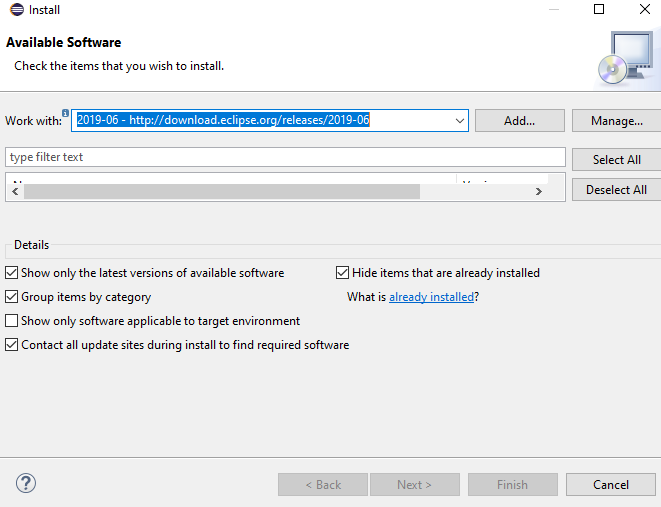 Install
Available Software
Check the items that you wish to install.
Work with: 2019-06 - http://download.eclipse.org/releases/2019-06 Add... Manage...
type filter text Select All
Deselect All
Details
Show only the latest versions of available software Hide items that are already installed
Group items by category What is already installed?
Show only software applicable to target environment
Contact all update sites during install to find required software
? < Back Next > Finish Cancel